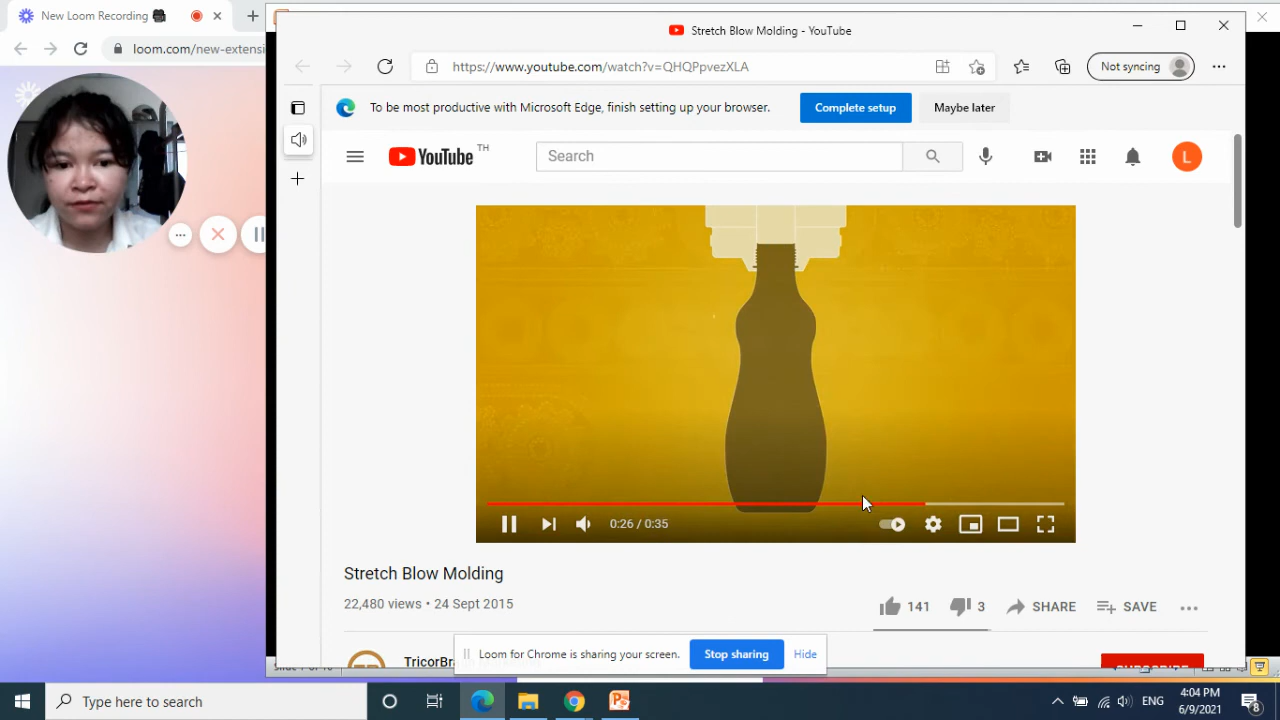 New Loom Recording
loom.com/new-extensi
Stretch Blow Molding - YouTube
https://www.youtube.com/watch?v=QHQPpvezXLA
Not syncing
To be most productive with Microsoft Edge, finish setting up your browser.
Complete setup
Maybe later
YouTube TH
Search
L
0:26 / 0:35
Stretch Blow Molding
22,480 views • 24 Sept 2015
141
3
SHARE
SAVE
Loom for Chrome is sharing your screen.
Stop sharing
Hide
TricorBra
SUBSCRIBE
Type here to search
ENG
4:04 PM
6/9/2021
8